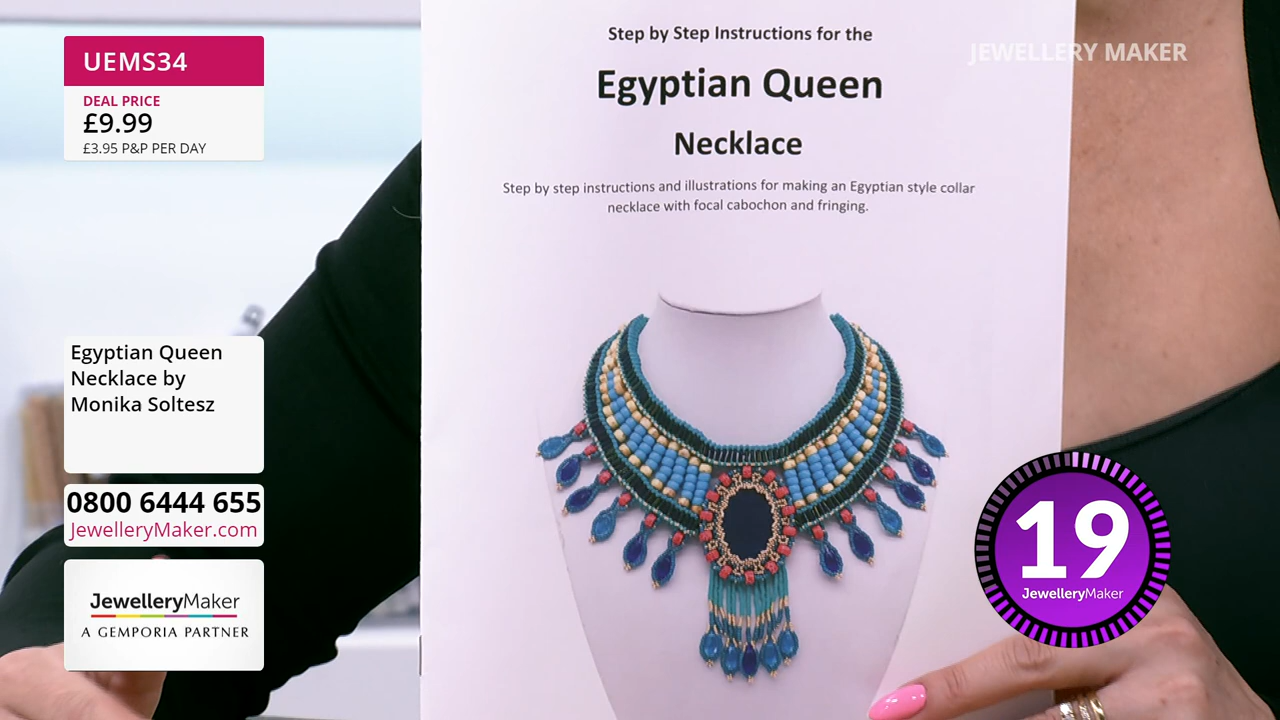 UEMS34
DEAL PRICE
£9.99
£3.95 P&P PER DAY
Step by Step Instructions for the
Egyptian Queen
Necklace
Step by step instructions and illustrations for making an Egyptian style collar
necklace with focal cabochon and fringing.
JEWELLERY MAKER
Egyptian Queen
Necklace by
Monika Soltesz
0800 6444 655
JewelleryMaker.com
JewelleryMaker
A GEMPORIA PARTNER
19
JewelleryMaker